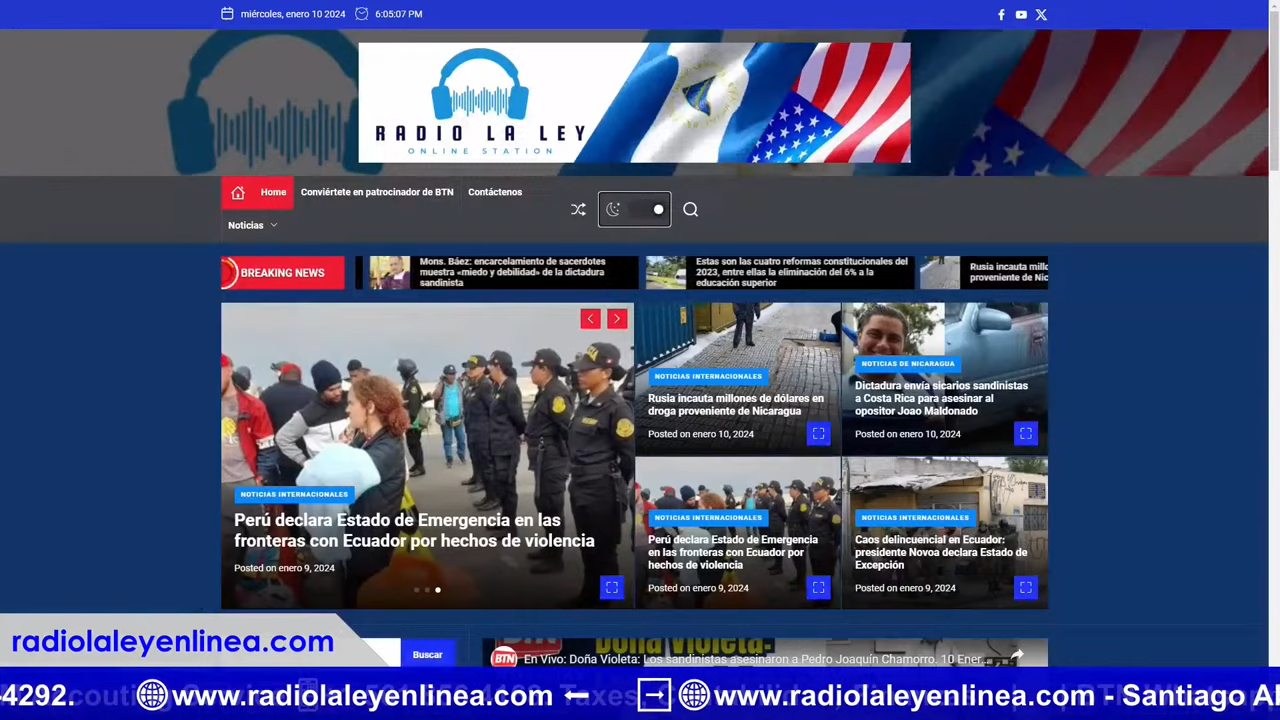 miércoles, enero 10 2024 6:05:07 PM
RADIO LA LEY
ONLINE STATION
Home Conviértete en patrocinador de BTN Contáctenos
Noticias
BREAKING NEWS
Mons. Báez: encarcelamiento de sacerdotes
muestra «miedo y debilidad» de la dictadura
sandinista
Estas son las cuatro reformas constitucionales del
2023, entre ellas la eliminación del 6% a la
educación superior
Rusia incauta
proveniente de
NOTICIAS INTERNACIONALES
Perú declara Estado de Emergencia en las
fronteras con Ecuador por hechos de violencia
Posted on enero 9, 2024
NOTICIAS INTERNACIONALES
Rusia incauta millones de dólares en
droga proveniente de Nicaragua
Posted on enero 10, 2024
NOTICIAS DE NICARAGUA
Dictadura envía sicarios sandinistas
a Costa Rica para asesinar al
opositor Joao Maldonado
Posted on enero 10, 2024
NOTICIAS INTERNACIONALES
Perú declara Estado de Emergencia
en las fronteras con Ecuador por
hechos de violencia
Posted on enero 9, 2024
NOTICIAS INTERNACIONALES
Caos delincuencial en Ecuador:
presidente Novoa declara Estado de
Excepción
Posted on enero 9, 2024
radiolaleyenlinea.com
Buscar
BTN En Vivo: Doña Violeta: Los sandinistas asesinaron a Pedro Joaquín Chamorro. 10 Ener...
-4292. www.radiolaleyenlinea.com www.radiolaleyenlinea.com - Santiago